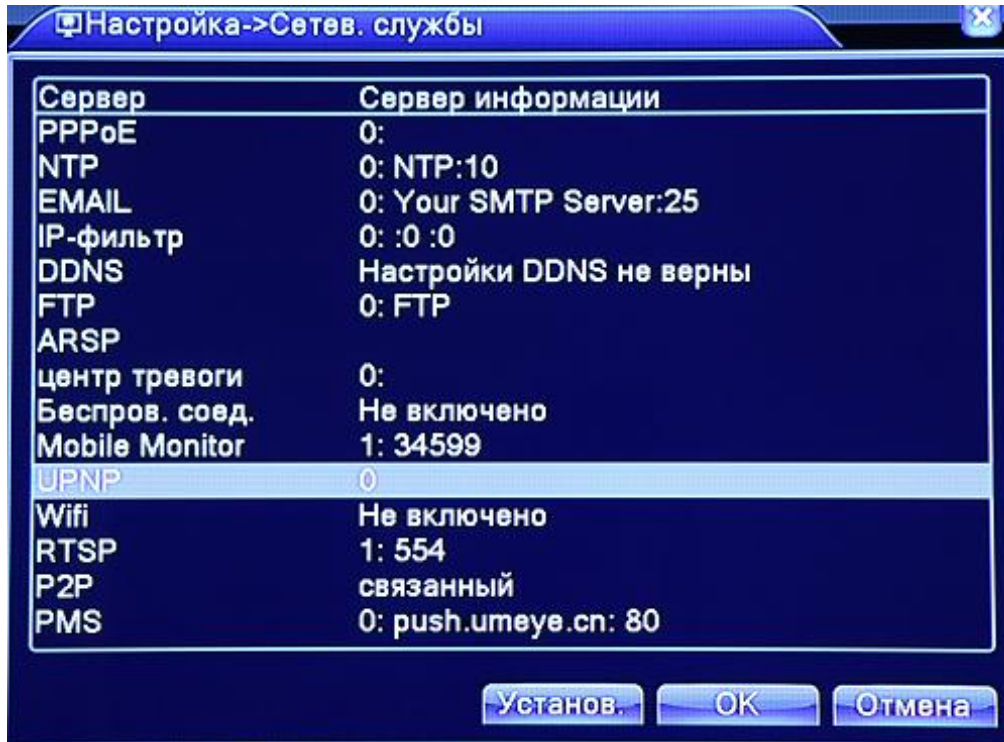 Настройка->Сетев. службы
Сервер Сервер информации
PPPoE 0:
NTP 0: NTP:10
EMAIL 0: Your SMTP Server:25
IP-фильтр 0: :0 :0
DDNS Настройки DDNS не верны
FTP 0: FTP
ARSP
центр тревоги 0:
Беспров. соед. Не включено
Mobile Monitor 1: 34599
UPNP 0
Wifi Не включено
RTSP 1: 554
P2P связанный
PMS 0: push.umeye.cn: 80
Установ. OK Отмена